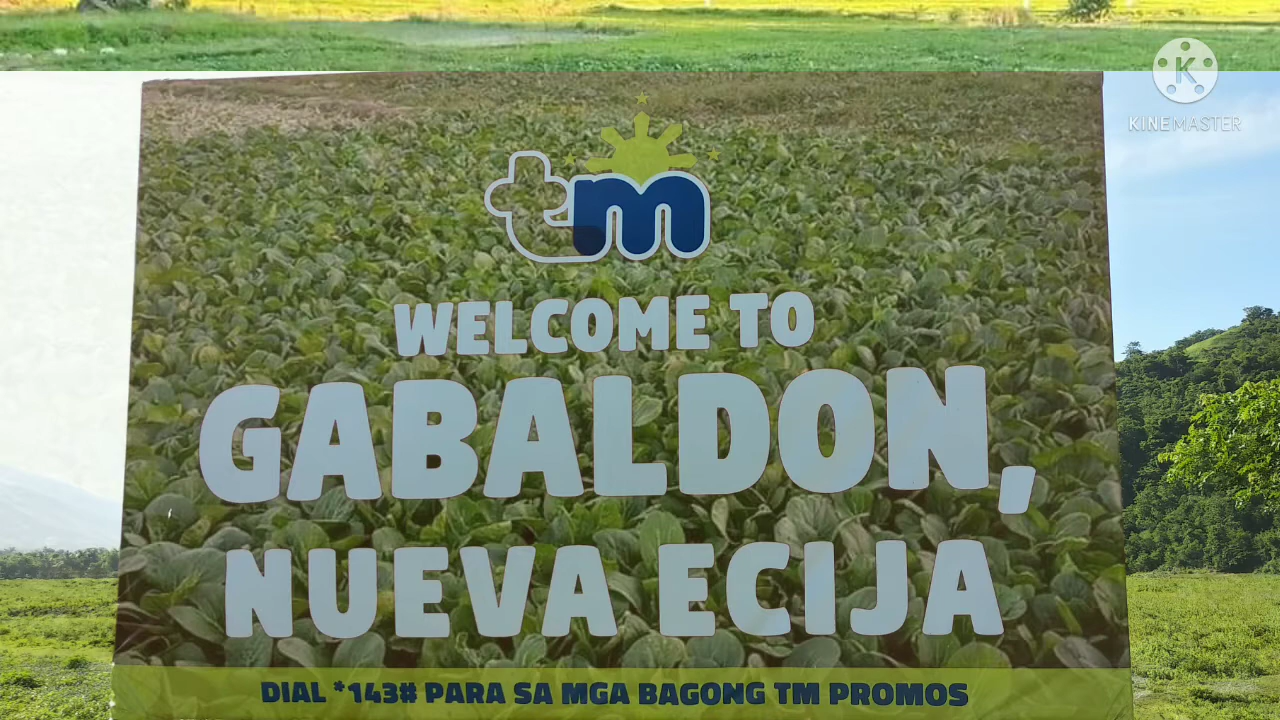 KINEMASTER
tm
WELCOME TO
GABALDON,
NUEVA ECIJA
DIAL *143# PARA SA MGA BAGONG TM PROMOS